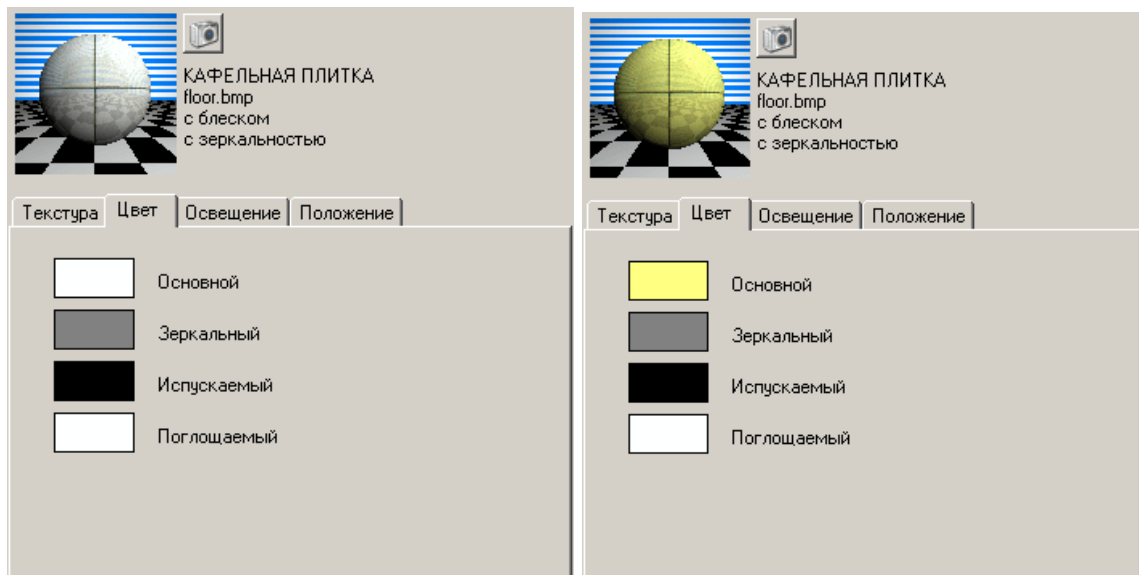 КАФЕЛЬНАЯ ПЛИТКА
floor.bmp
с блеском
с зеркальностью
Текстура Цвет Освещение Положение
Основной
Зеркальный
Испускаемый
Поглощаемый
КАФЕЛЬНАЯ ПЛИТКА
floor.bmp
с блеском
с зеркальностью
Текстура Цвет Освещение Положение
Основной
Зеркальный
Испускаемый
Поглощаемый